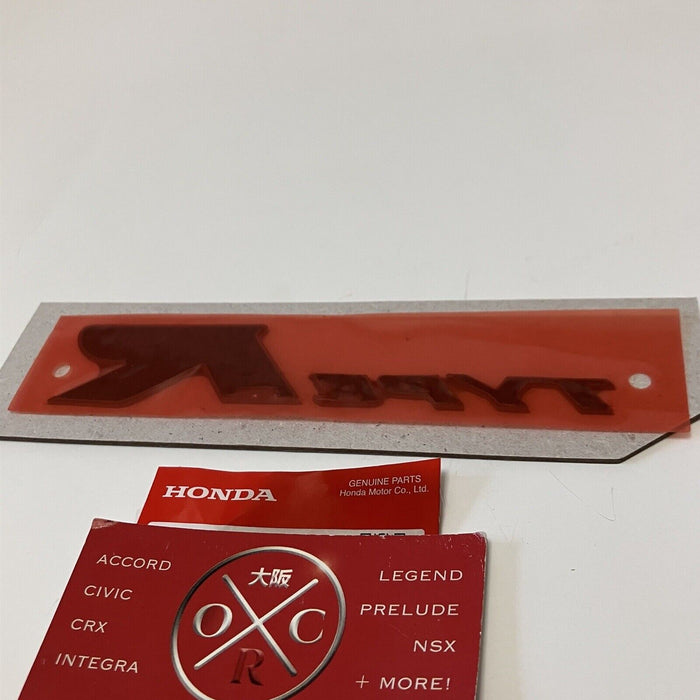 TYPE R
HONDA
GENUINE PARTS
Honda Motor Co., Ltd.
ACCORD
CIVIC
CRX
INTEGRA
大阪
O C
R
LEGEND
PRELUDE
NSX
+ MORE!